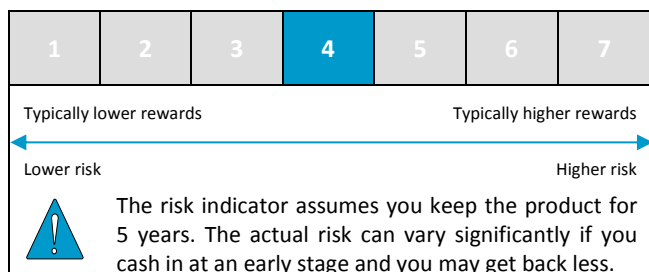 1 2 3 4 5 6 7
Typically lower rewards Typically higher rewards
Lower risk Higher risk
The risk indicator assumes you keep the product for
5 years. The actual risk can vary significantly if you
cash in at an early stage and you may get back less.